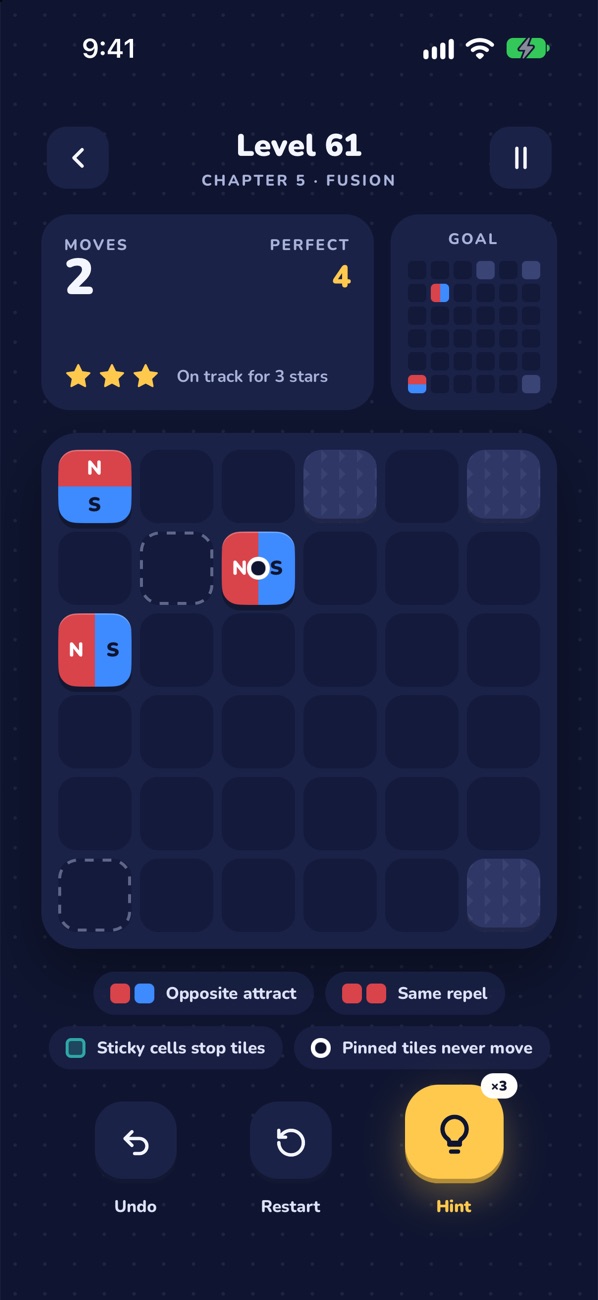 9:41
Level 61
CHAPTER 5 · FUSION
MOVES
PERFECT
2
4
On track for 3 stars
GOAL
N
S
N S
N S
Opposite attract
Same repel
Sticky cells stop tiles
Pinned tiles never move
×3
Undo
Restart
Hint